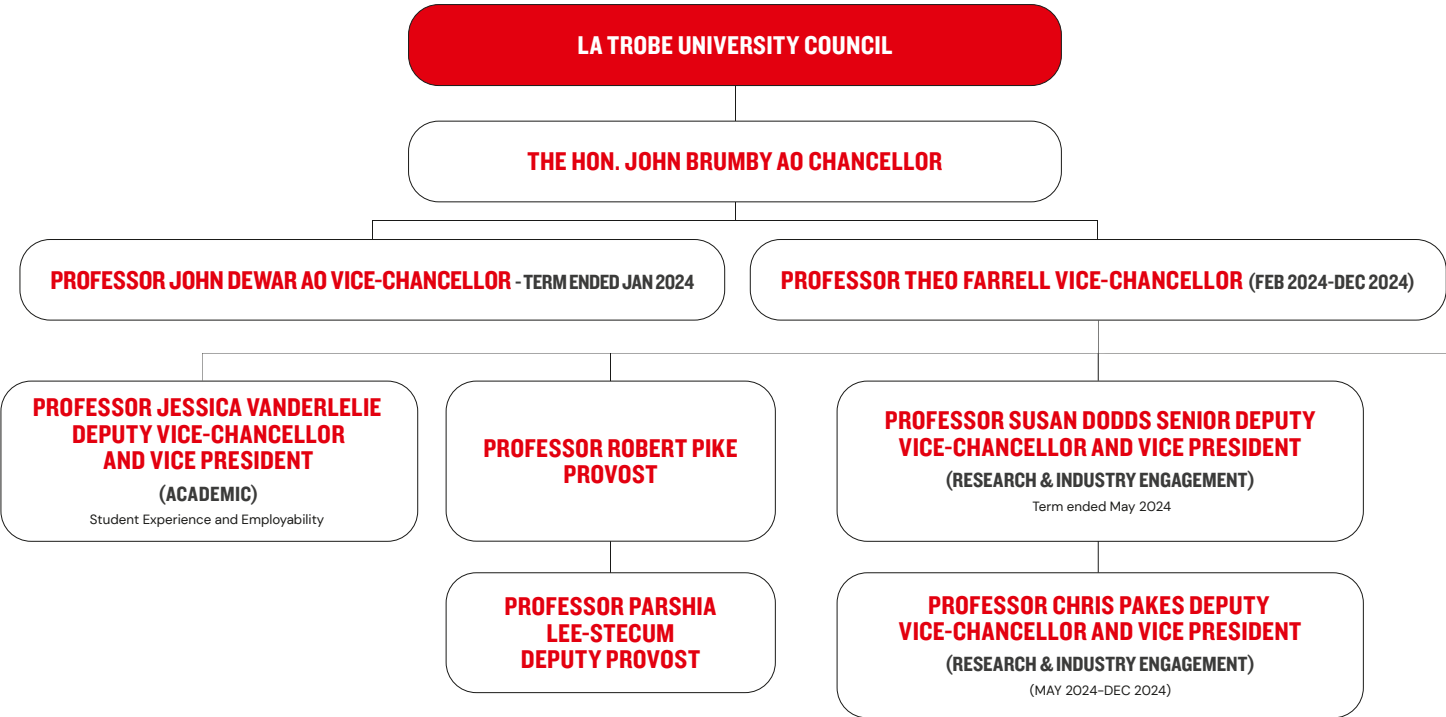 LA TROBE UNIVERSITY COUNCIL
THE HON. JOHN BRUMBY AO CHANCELLOR
PROFESSOR JOHN DEWAR AO VICE-CHANCELLOR - TERM ENDED JAN 2024
PROFESSOR THEO FARRELL VICE-CHANCELLOR (FEB 2024-DEC 2024)
PROFESSOR JESSICA VANDERLELIE
DEPUTY VICE-CHANCELLOR
AND VICE PRESIDENT
(ACADEMIC)
Student Experience and Employability
PROFESSOR ROBERT PIKE
PROVOST
PROFESSOR SUSAN DODDS SENIOR DEPUTY
VICE-CHANCELLOR AND VICE PRESIDENT
(RESEARCH & INDUSTRY ENGAGEMENT)
Term ended May 2024
PROFESSOR PARSHIA
LEE-STECUM
DEPUTY PROVOST
PROFESSOR CHRIS PAKES DEPUTY
VICE-CHANCELLOR AND VICE PRESIDENT
(RESEARCH & INDUSTRY ENGAGEMENT)
(MAY 2024-DEC 2024)